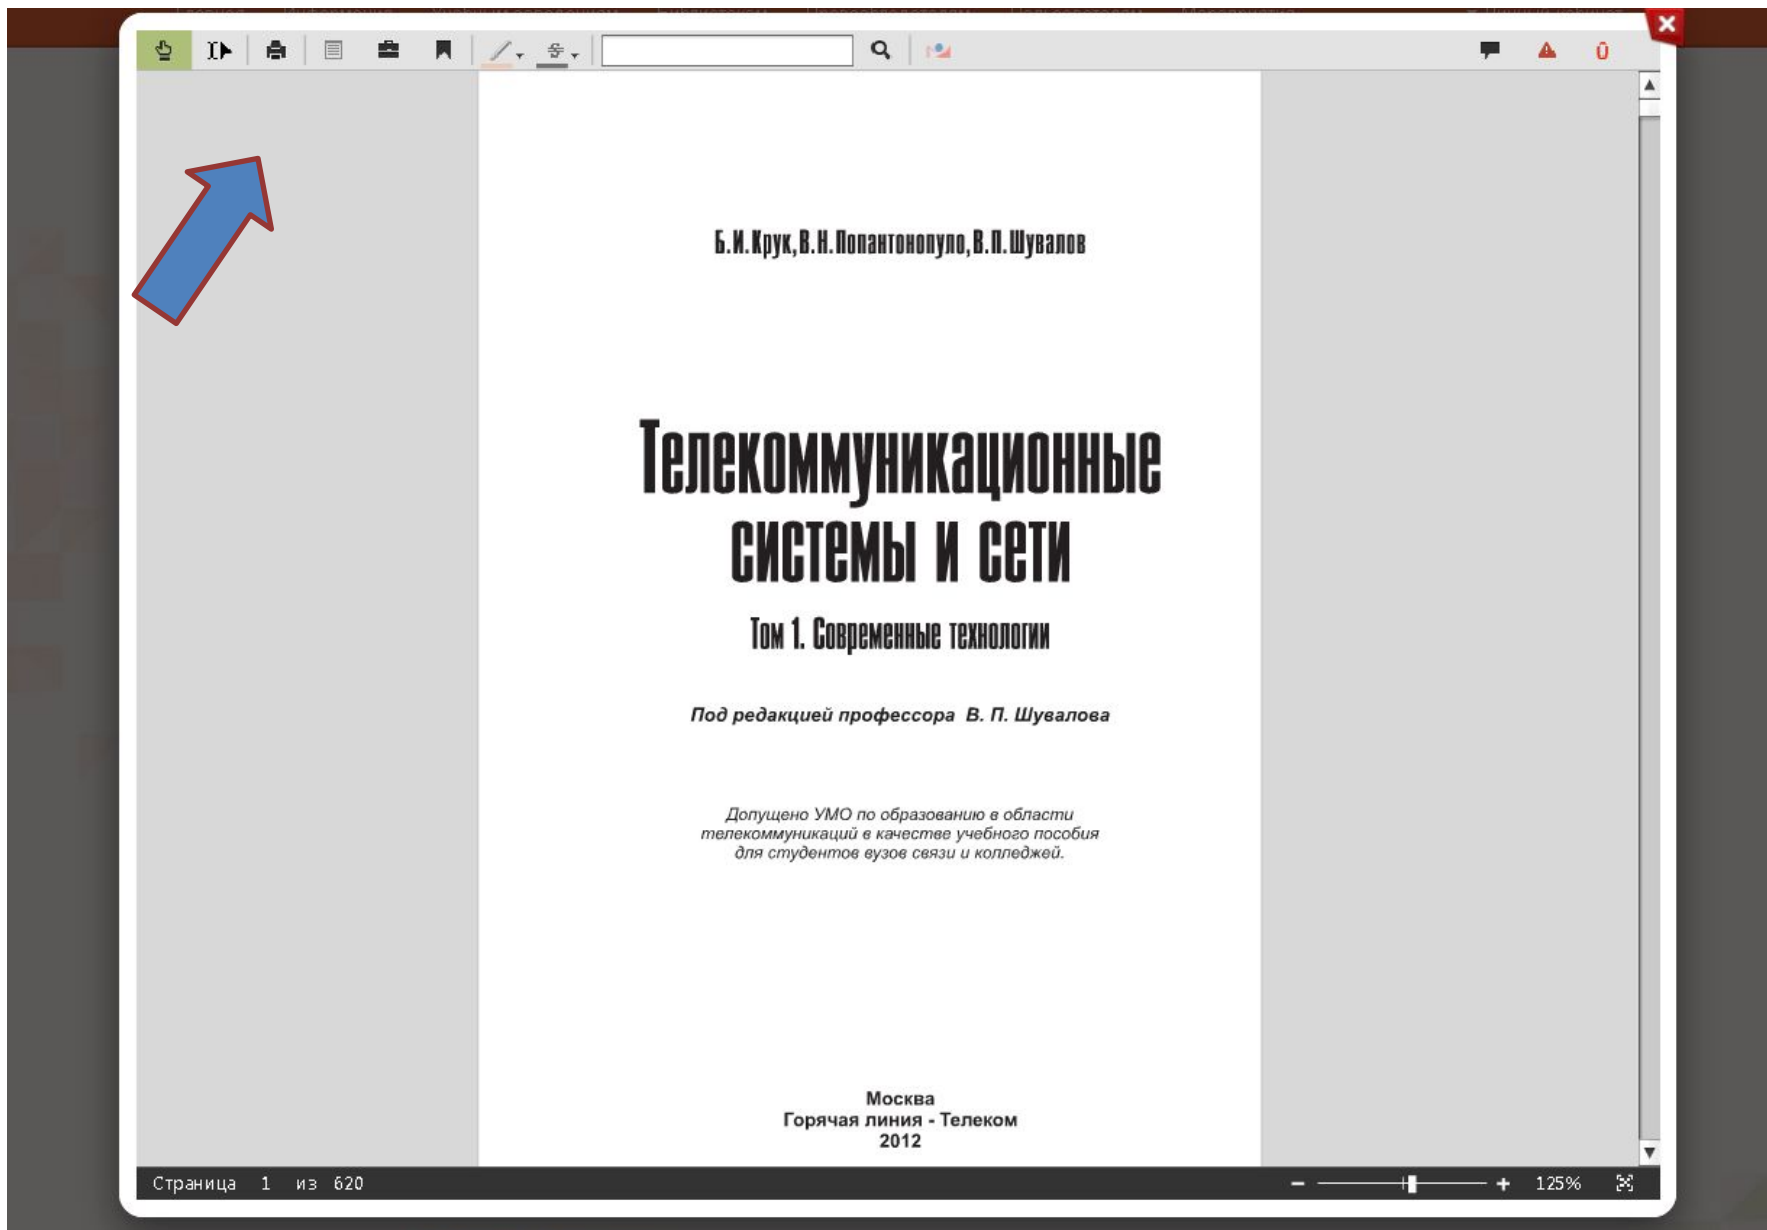 Б.И.Крук,В.Н.Попантонопуло,В.П.Шувалов
Телекоммуникационные
системы и сети
Том 1. Современные технологии
Под редакцией профессора В. П. Шувалова
Допущено УМО по образованию в области
телекоммуникаций в качестве учебного пособия
для студентов вузов связи и колледжей.
Москва
Горячая линия - Телеком
2012
Страница 1 из 620
125%